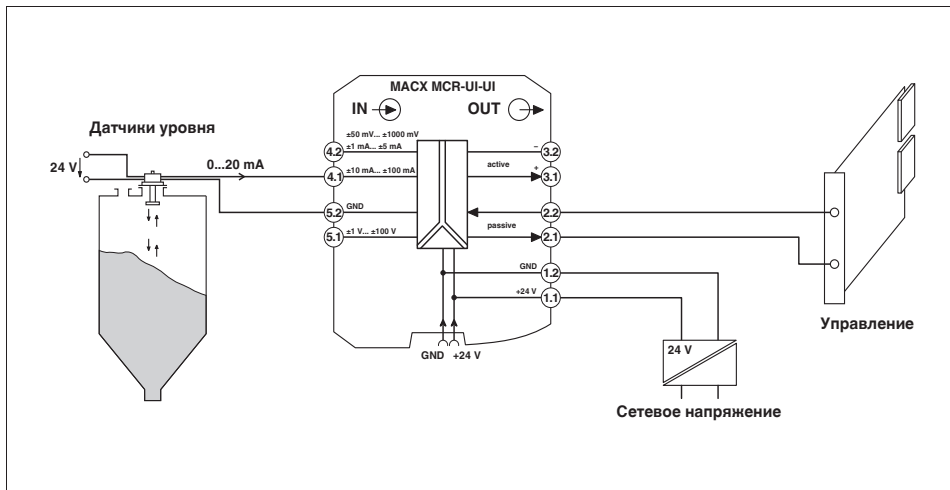 MACX MCR-UI-UI
IN
OUT
Датчики уровня
24 V
0...20 mA
±50 mV... ±1000 mV
4.2
±1 mA... ±5 mA
4.1
±10 mA... ±100 mA
5.2
GND
5.1
±1 V... ±100 V
–
3.2
active
+
3.1
2.2
passive
2.1
GND
1.2
+24 V
1.1
GND
+24 V
24 V
Сетевое напряжение
Управление